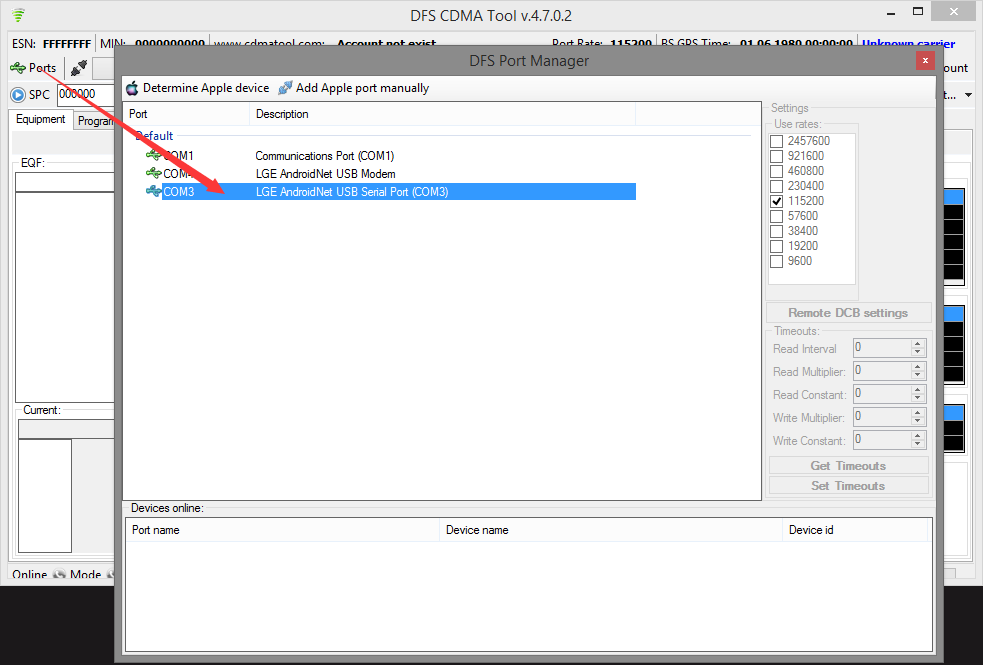 DFS CDMA Tool v.4.7.0.2
ESN: FFFFFFFF MIN: 0000000000 www.cdmatool.com: Account not exist Port Rate: 115200 BS GPS Time: 01.06.1980 00:00:00 Unknown carrier
Ports
ount
SPC 000000
t...
Equipment Program
EQF:
Current:
Online Mode
DFS Port Manager
Determine Apple device Add Apple port manually
Port Description
Default
COM1 Communications Port (COM1)
LGE AndroidNet USB Modem
COM3 LGE AndroidNet USB Serial Port (COM3)
Settings
Use rates:
2457600
921600
460800
230400
115200
57600
38400
19200
9600
Remote DCB settings
Timeouts:
Read Interval 0
Read Multiplier: 0
Read Constant: 0
Write Multiplier: 0
Write Constant: 0
Get Timeouts
Set Timeouts
Devices online:
Port name Device name Device id